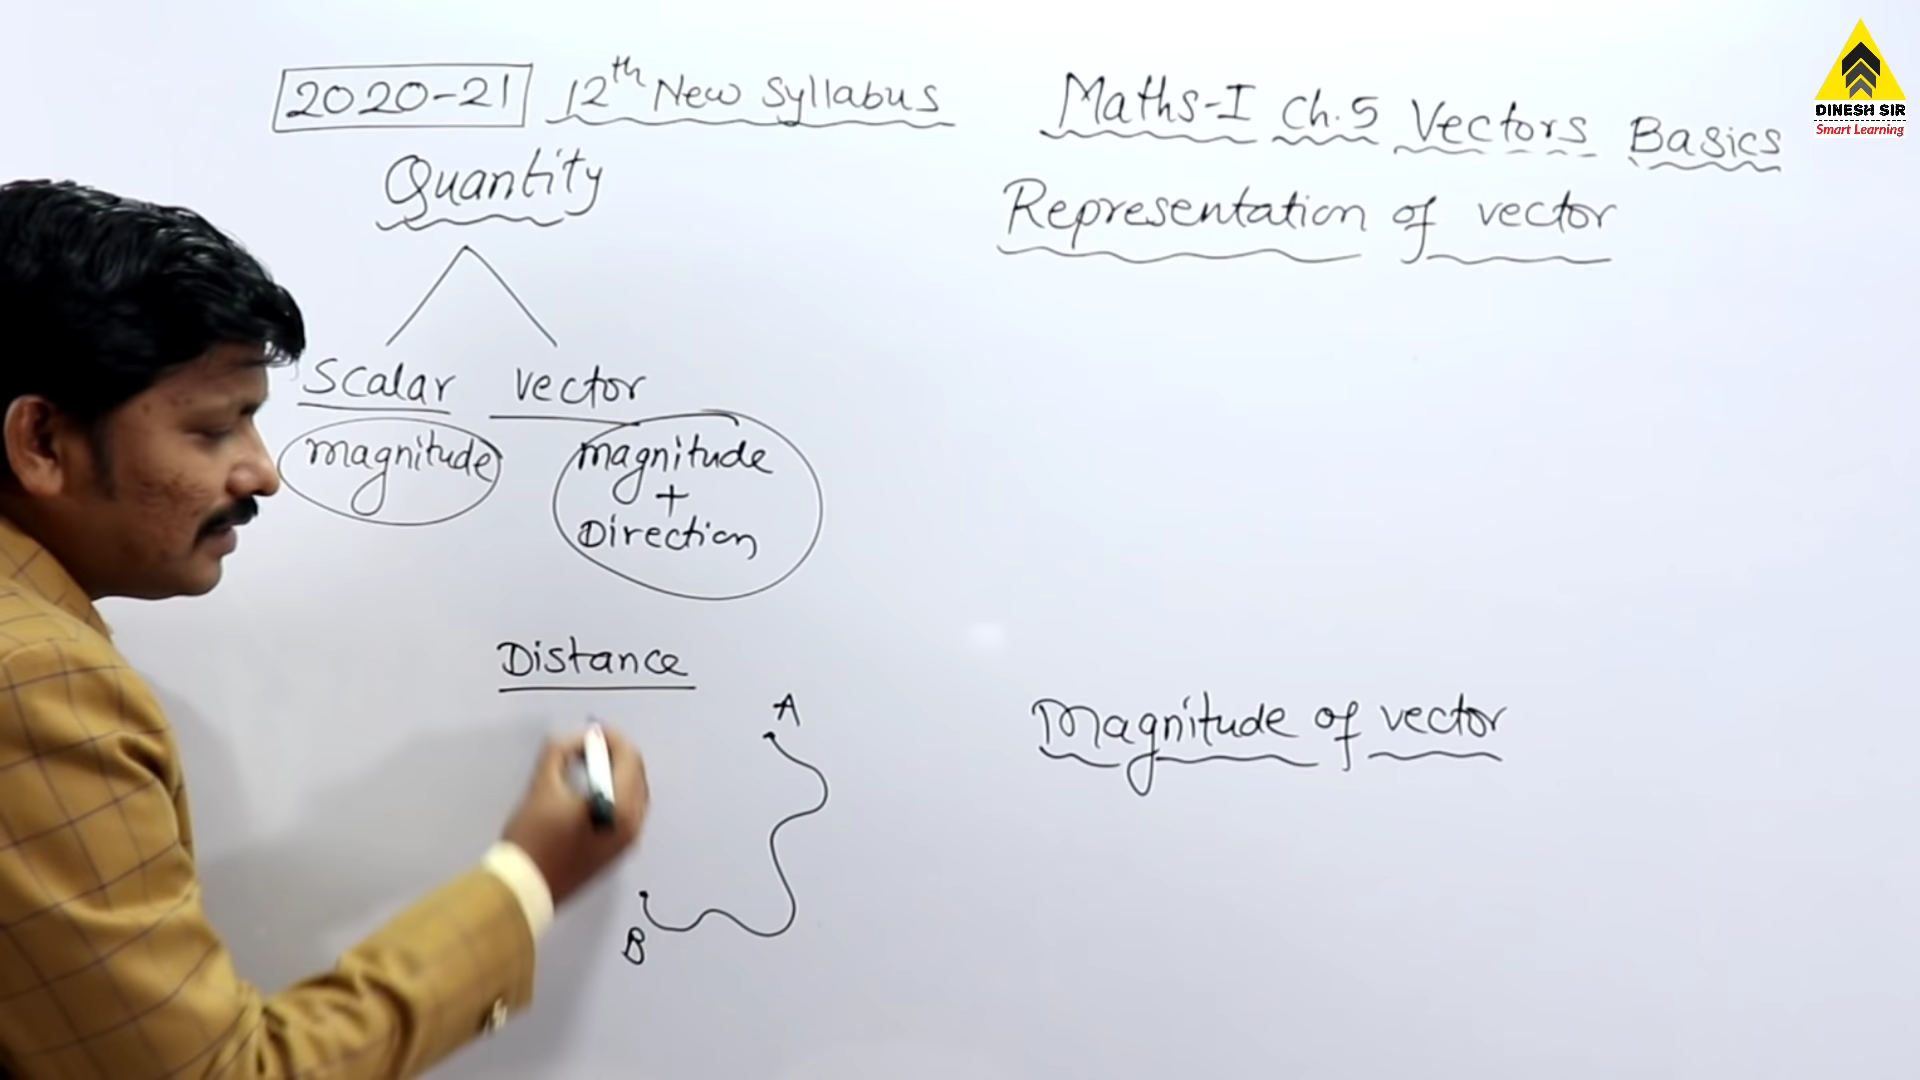 2020-21 12th New Syllabus
Maths-I Ch.5 Vectors Basics
Quantity
Representation of vector
Scalar vector
magnitude
magnitude
+
Direction
Distance
A
B
Magnitude of vector
DINESH SIR
Smart Learning